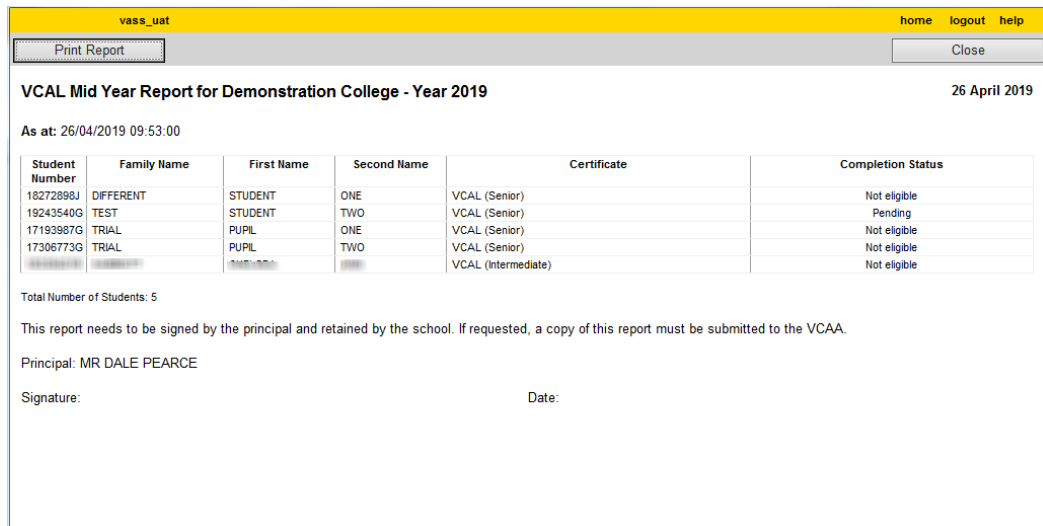 vass_uat home logout help
Print Report Close
VCAL Mid Year Report for Demonstration College - Year 2019 26 April 2019
As at: 26/04/2019 09:53:00
Student Number Family Name First Name Second Name Certificate Completion Status
18272898J DIFFERENT STUDENT ONE VCAL (Senior) Not eligible
19243540G TEST STUDENT TWO VCAL (Senior) Pending
17193987G TRIAL PUPIL ONE VCAL (Senior) Not eligible
17306773G TRIAL PUPIL TWO VCAL (Senior) Not eligible
VCAL (Intermediate) Not eligible
Total Number of Students: 5
This report needs to be signed by the principal and retained by the school. If requested, a copy of this report must be submitted to the VCAA.
Principal: MR DALE PEARCE
Signature: Date: